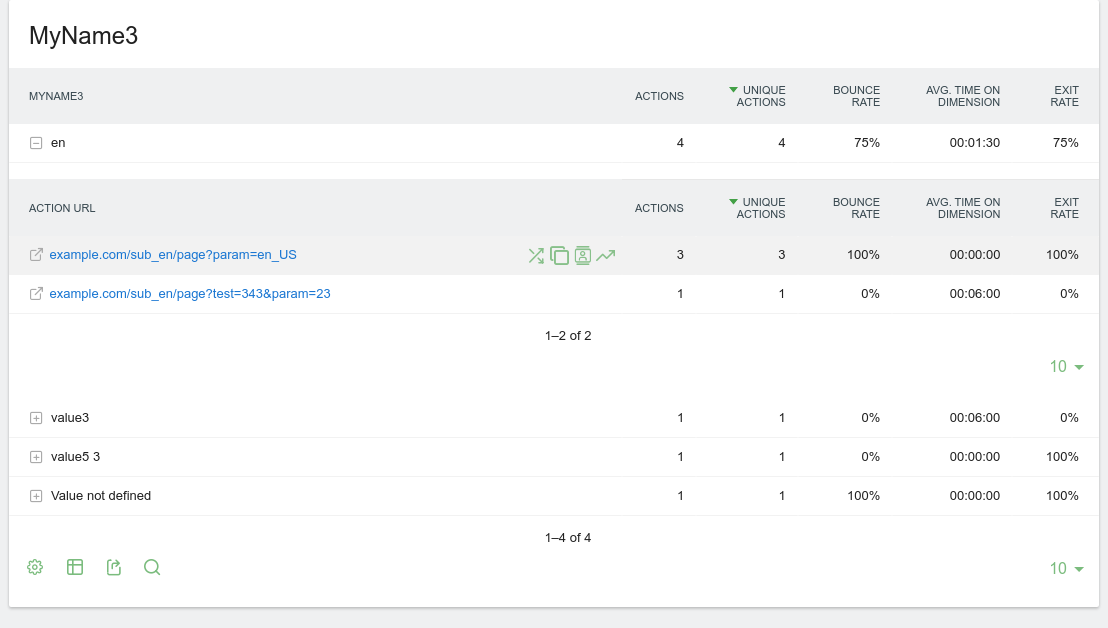 MyName3
MYNAME3 ACTIONS UNIQUE ACTIONS BOUNCE RATE AVG. TIME ON DIMENSION EXIT RATE
en 4 4 75% 00:01:30 75%
ACTION URL ACTIONS UNIQUE ACTIONS BOUNCE RATE AVG. TIME ON DIMENSION EXIT RATE
example.com/sub_en/page?param=en_US 3 3 100% 00:00:00 100%
example.com/sub_en/page?test=343&param=23 1 1 0% 00:06:00 0%
1–2 of 2
10
value3 1 1 0% 00:06:00 0%
value5 3 1 1 0% 00:00:00 100%
Value not defined 1 1 100% 00:00:00 100%
1–4 of 4
10